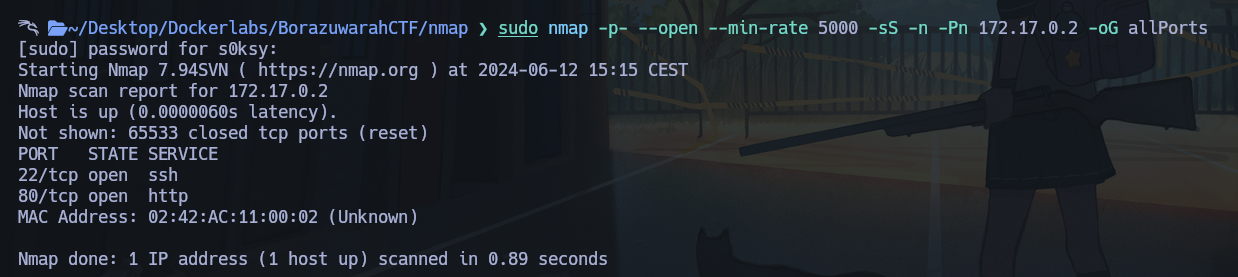 ~/Desktop/Dockerlabs/BorazuwarahCTF/nmap ❯ sudo nmap -p- --open --min-rate 5000 -sS -n -Pn 172.17.0.2 -oG allPorts
[sudo] password for s0ksy:
Starting Nmap 7.94SVN ( https://nmap.org ) at 2024-06-12 15:15 CEST
Nmap scan report for 172.17.0.2
Host is up (0.0000060s latency).
Not shown: 65533 closed tcp ports (reset)
PORT   STATE SERVICE
22/tcp open  ssh
80/tcp open  http
MAC Address: 02:42:AC:11:00:02 (Unknown)
Nmap done: 1 IP address (1 host up) scanned in 0.89 seconds